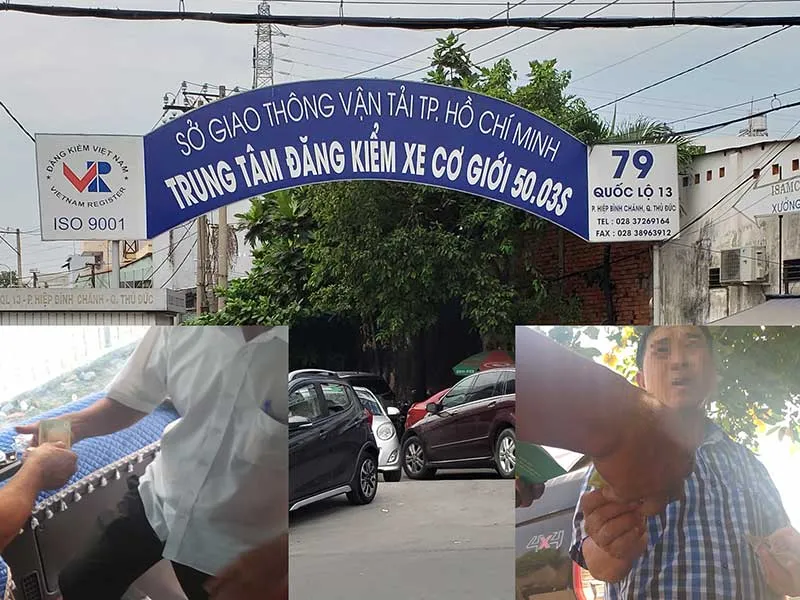 SỞ GIAO THÔNG VẬN TẢI TP. HỒ CHÍ MINH
TRUNG TÂM ĐĂNG KIỂM XE CƠ GIỚI 50.03S
ĐĂNG KIỂM VIỆT NAM
VR
VIETNAM REGISTER
ISO 9001
79
QUỐC LỘ 13
P. HIỆP BÌNH CHÁNH, Q. THỦ ĐỨC
TEL : 028 37269164
FAX : 028 38963912
XƯỞNG
QL 13 - P. HIỆP BÌNH CHÁNH - Q. THỦ ĐỨC
4x4